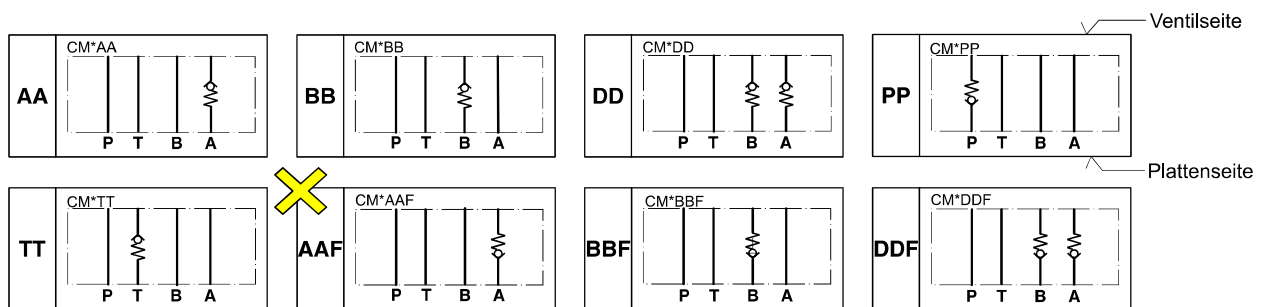 Ventilseite
CM*AA
AA
P T B A
CM*BB
BB
P T B A
CM*DD
DD
P T B A
CM*PP
PP
P T B A
Plattenseite
CM*TT
TT
P T B A
CM*AAF
AAF
P T B A
CM*BBF
BBF
P T B A
CM*DDF
DDF
P T B A